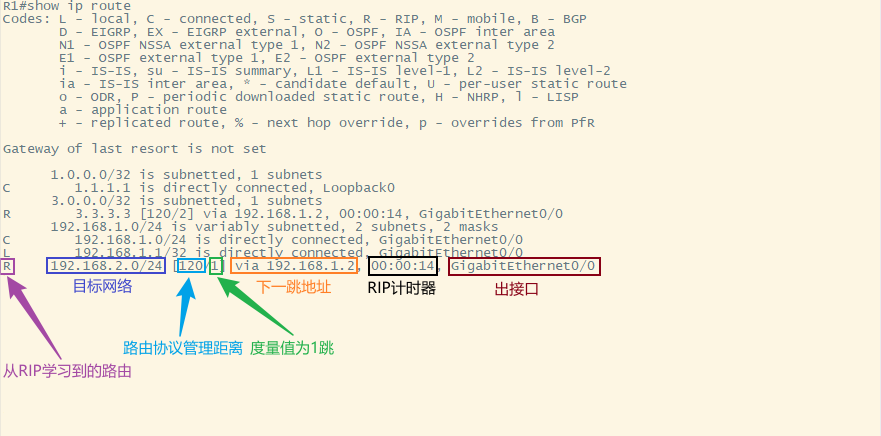 R1#show ip route
Codes: L - local, C - connected, S - static, R - RIP, M - mobile, B - BGP
D - EIGRP, EX - EIGRP external, O - OSPF, IA - OSPF inter area
N1 - OSPF NSSA external type 1, N2 - OSPF NSSA external type 2
E1 - OSPF external type 1, E2 - OSPF external type 2
i - IS-IS, su - IS-IS summary, L1 - IS-IS level-1, L2 - IS-IS level-2
ia - IS-IS inter area, * - candidate default, U - per-user static route
o - ODR, P - periodic downloaded static route, H - NHRP, l - LISP
a - application route
+ - replicated route, % - next hop override, p - overrides from PfR
Gateway of last resort is not set
1.0.0.0/32 is subnetted, 1 subnets
C 1.1.1.1 is directly connected, Loopback0
3.0.0.0/32 is subnetted, 1 subnets
R 3.3.3.3 [120/2] via 192.168.1.2, 00:00:14, GigabitEthernet0/0
192.168.1.0/24 is variably subnetted, 2 subnets, 2 masks
C 192.168.1.0/24 is directly connected, GigabitEthernet0/0
L 192.168.1.1/32 is directly connected, GigabitEthernet0/0
R 192.168.2.0/24 [120/1] via 192.168.1.2, 00:00:14, GigabitEthernet0/0
目标网络 下一跳地址 RIP计时器 出接口
路由协议管理距离 度量值为1跳
从RIP学习到的路由